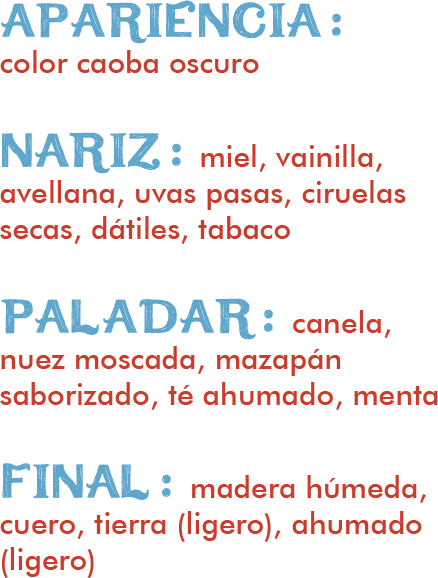 APARIENCIA:
color caoba oscuro
NARIZ: miel, vainilla,
avellana, uvas pasas, ciruelas
secas, dátiles, tabaco
PALADAR: canela,
nuez moscada, mazapán
saborizado, té ahumado, menta
FINAL: madera húmeda,
cuero, tierra (ligero), ahumado
(ligero)